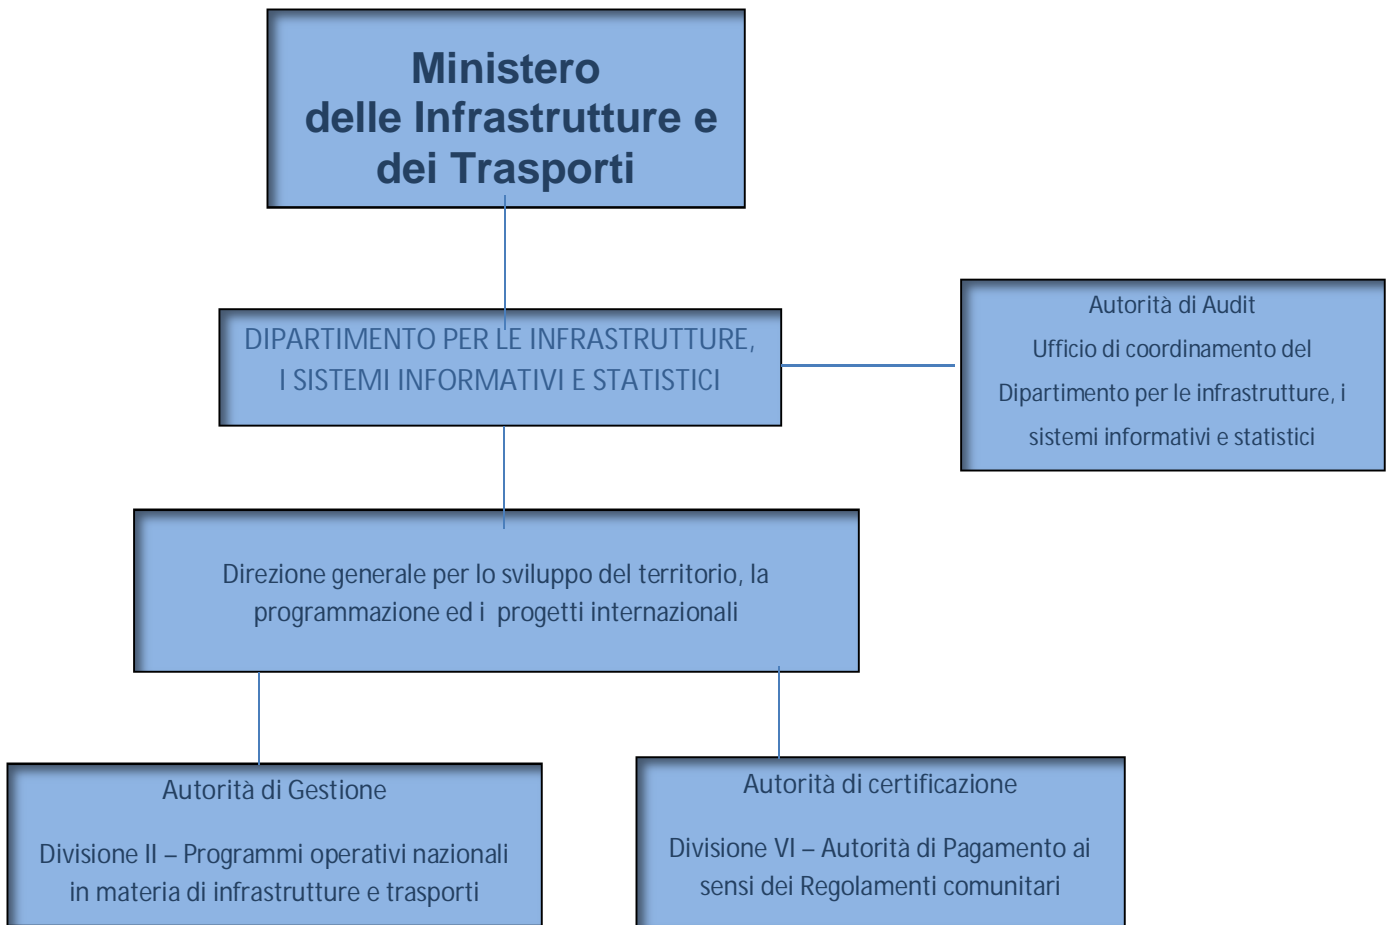 Ministero
delle Infrastrutture e
dei Trasporti
DIPARTIMENTO PER LE INFRASTRUTTURE,
I SISTEMI INFORMATIVI E STATISTICI
Autorità di Audit
Ufficio di coordinamento del
Dipartimento per le infrastrutture, i
sistemi informativi e statistici
Direzione generale per lo sviluppo del territorio, la
programmazione ed i progetti internazionali
Autorità di Gestione
Divisione II – Programmi operativi nazionali
in materia di infrastrutture e trasporti
Autorità di certificazione
Divisione VI – Autorità di Pagamento ai
sensi dei Regolamenti comunitari